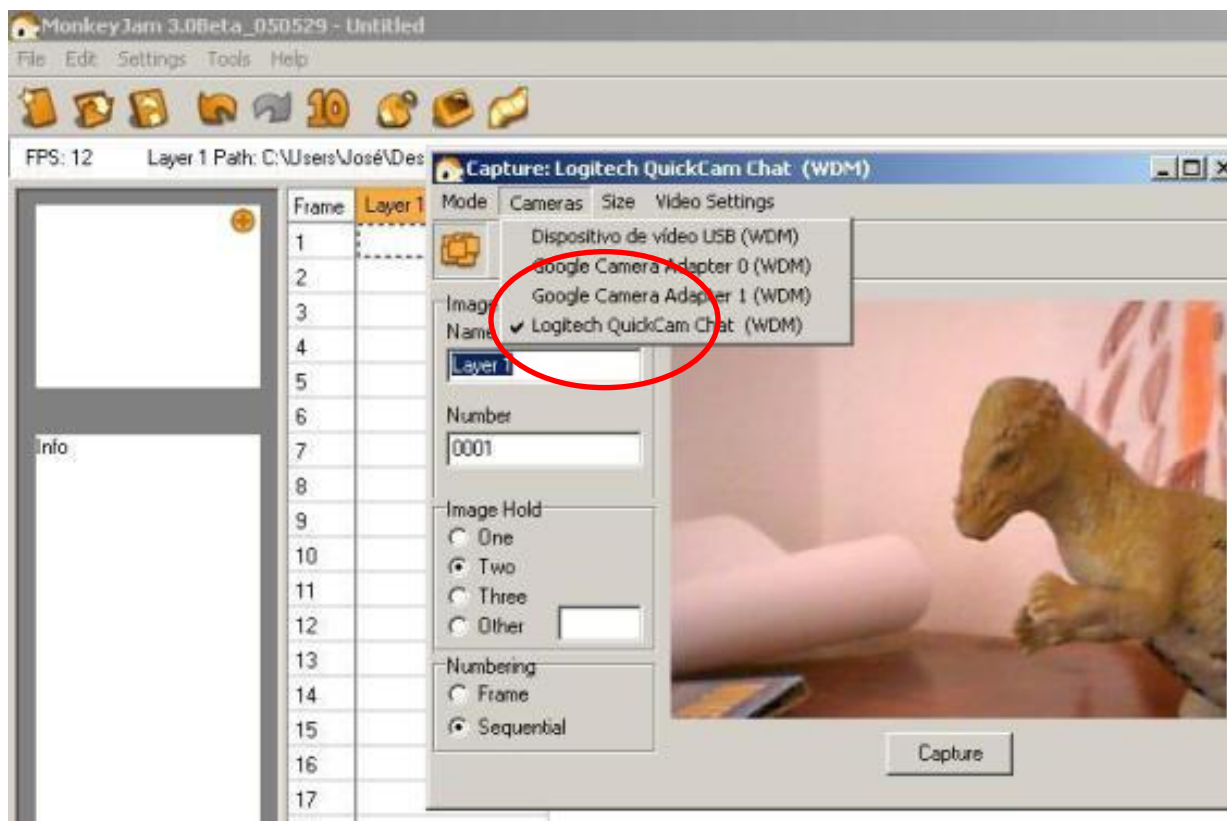 MonkeyJam 3.0Beta_050529 - Untitled
File Edit Settings Tools Help
10
FPS: 12 Layer 1 Path: C:\Users\José\Des
Info
Frame Layer 1
1
2
3
4
5
6
7
8
9
10
11
12
13
14
15
16
17
Capture: Logitech QuickCam Chat (WDM)
Mode Cameras Size Video Settings
Dispositivo de vídeo USB (WDM)
Google Camera Adapter 0 (WDM)
Google Camera Adapter 1 (WDM)
Logitech QuickCam Chat (WDM)
Image
Name
Layer 1
Number
0001
Image Hold
One
Two
Three
Other
Numbering
Frame
Sequential
Capture